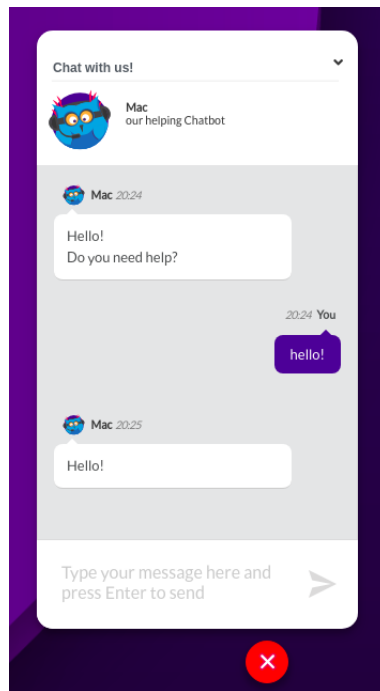 Chat with us!
Mac
our helping Chatbot
Mac 20:24
Hello!
Do you need help?
20:24 You
hello!
Mac 20:25
Hello!
Type your message here and
press Enter to send